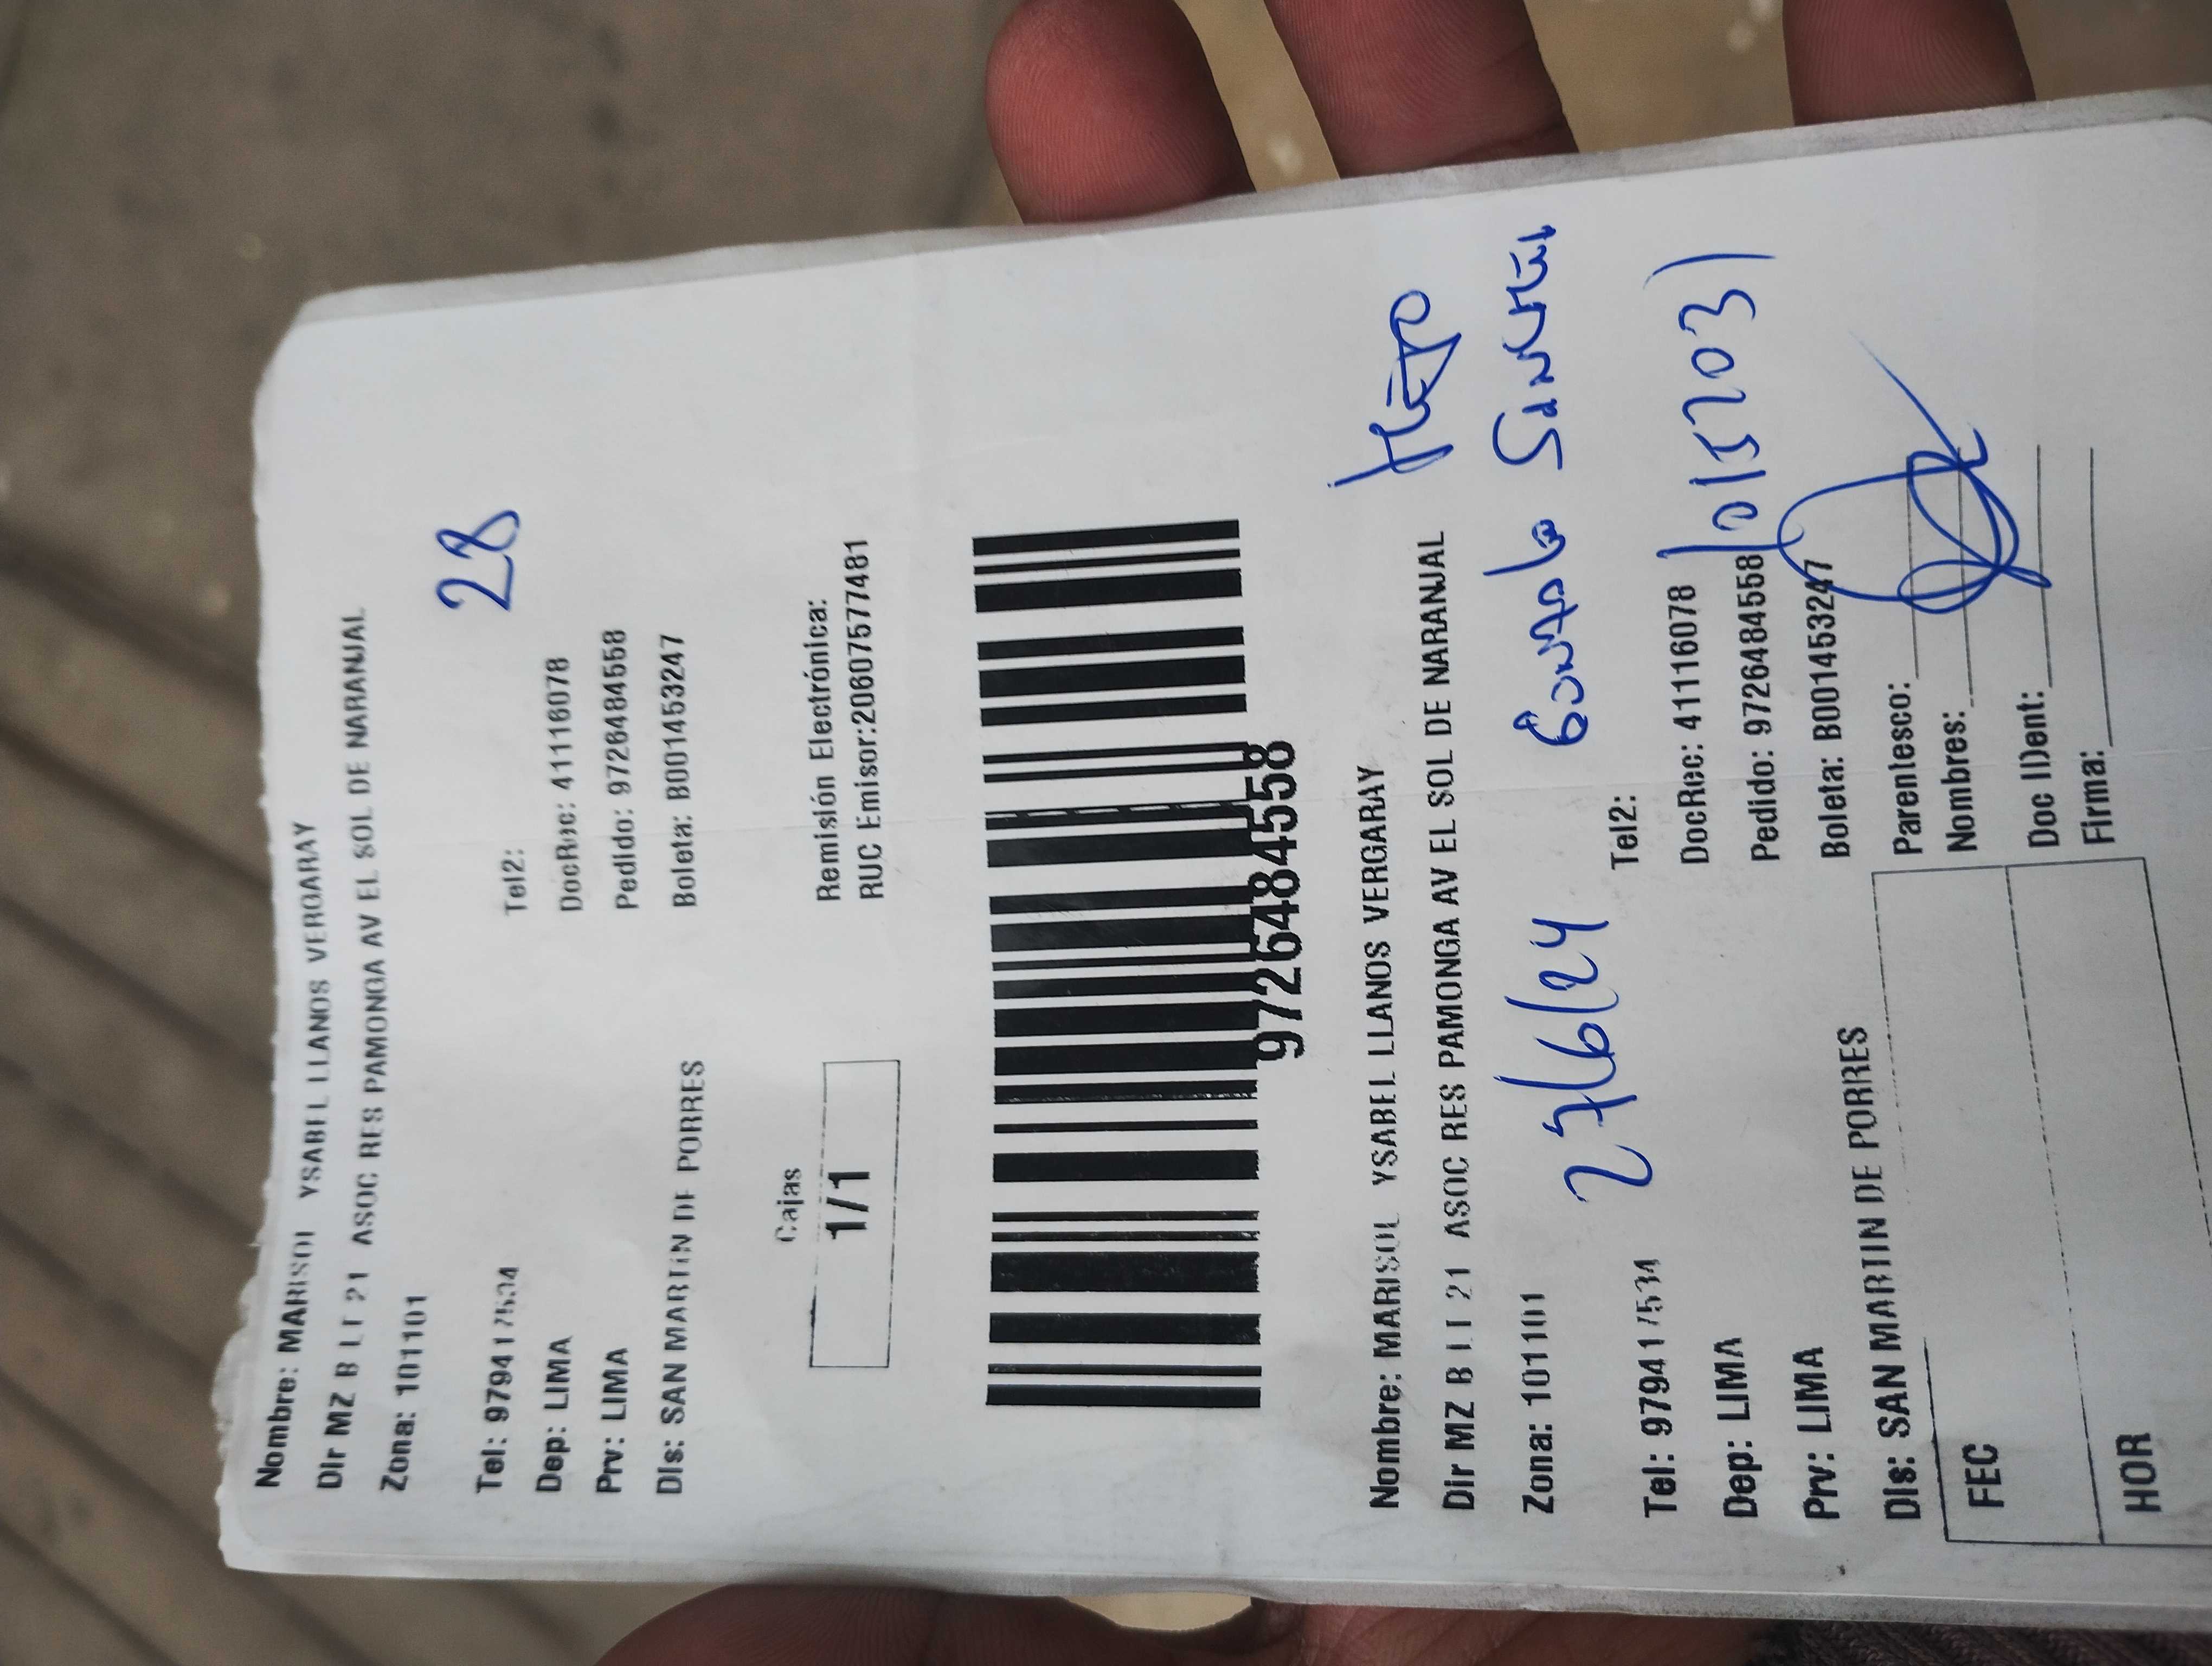 Nombre: MARISOL YSABEL LLANOS VERGARAY
Dir MZ B LT 21 ASOC RES PAMONGA AV EL SOL DE NARANJAL
Zona: 101101
28
Tel: 979417534 Tel2:
Dep: LIMA DocRec: 41116078
Prv: LIMA Pedido: 9726484558
Dis: SAN MARTIN DE PORRES Boleta: B001453247
Cajas
1/1
Remisión Electrónica:
RUC Emisor:20607577481
9726484558
Nombre: MARISOL YSABEL LLANOS VERGARAY
Dir MZ B LT 21 ASOC RES PAMONGA AV EL SOL DE NARANJAL
Zona: 101101
27/6/24
Gonzalo
Tel: 979417534 Tel2:
Dep: LIMA DocRec: 41116078
Prv: LIMA Pedido: 9726484558
Dis: SAN MARTIN DE PORRES Boleta: B001453247
FEC
HOR
Parentesco:
Nombres:
Doc IDent:
Firma: